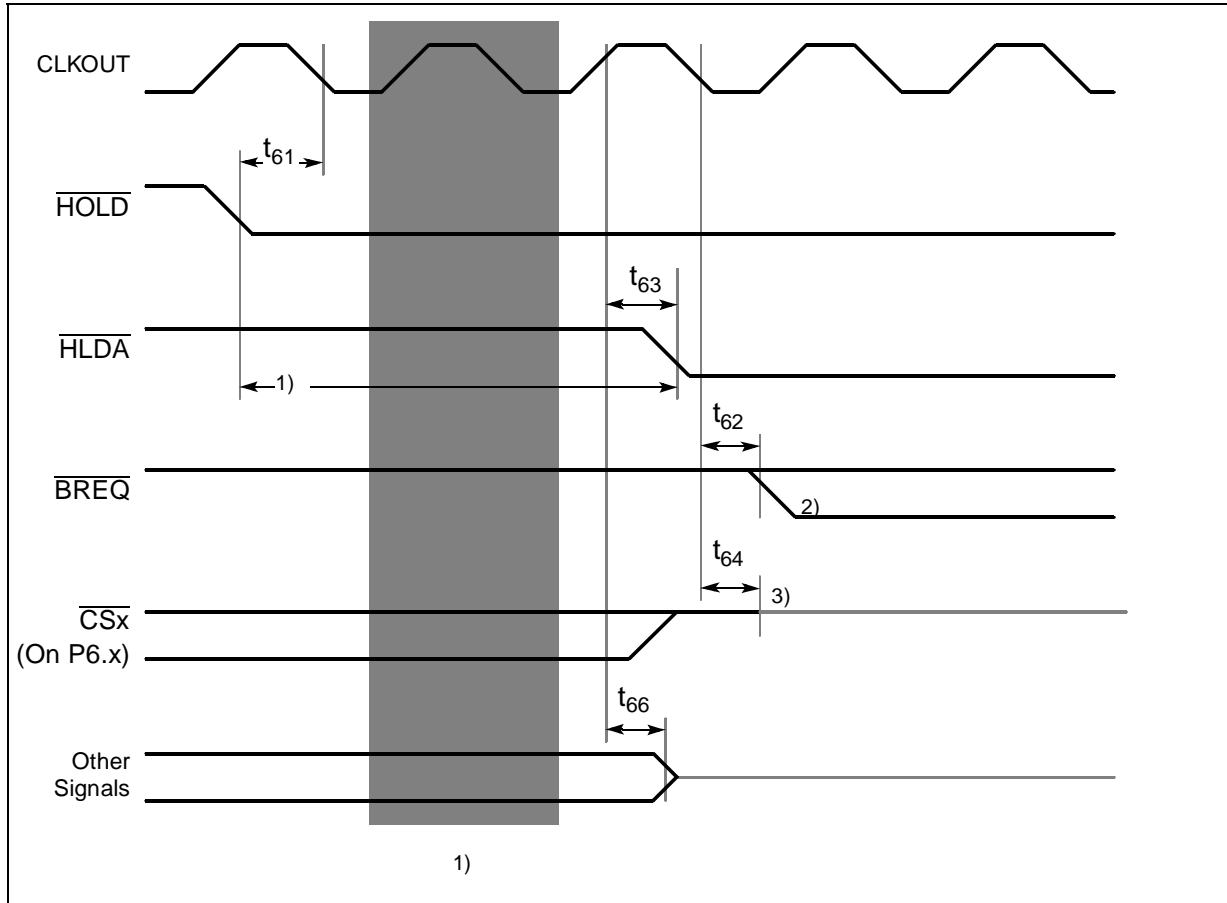 CLKOUT
t61
HOLD
t63
HLDA
1)
t62
BREQ
2)
t64
3)
CSx
(On P6.x)
t66
Other
Signals
1)